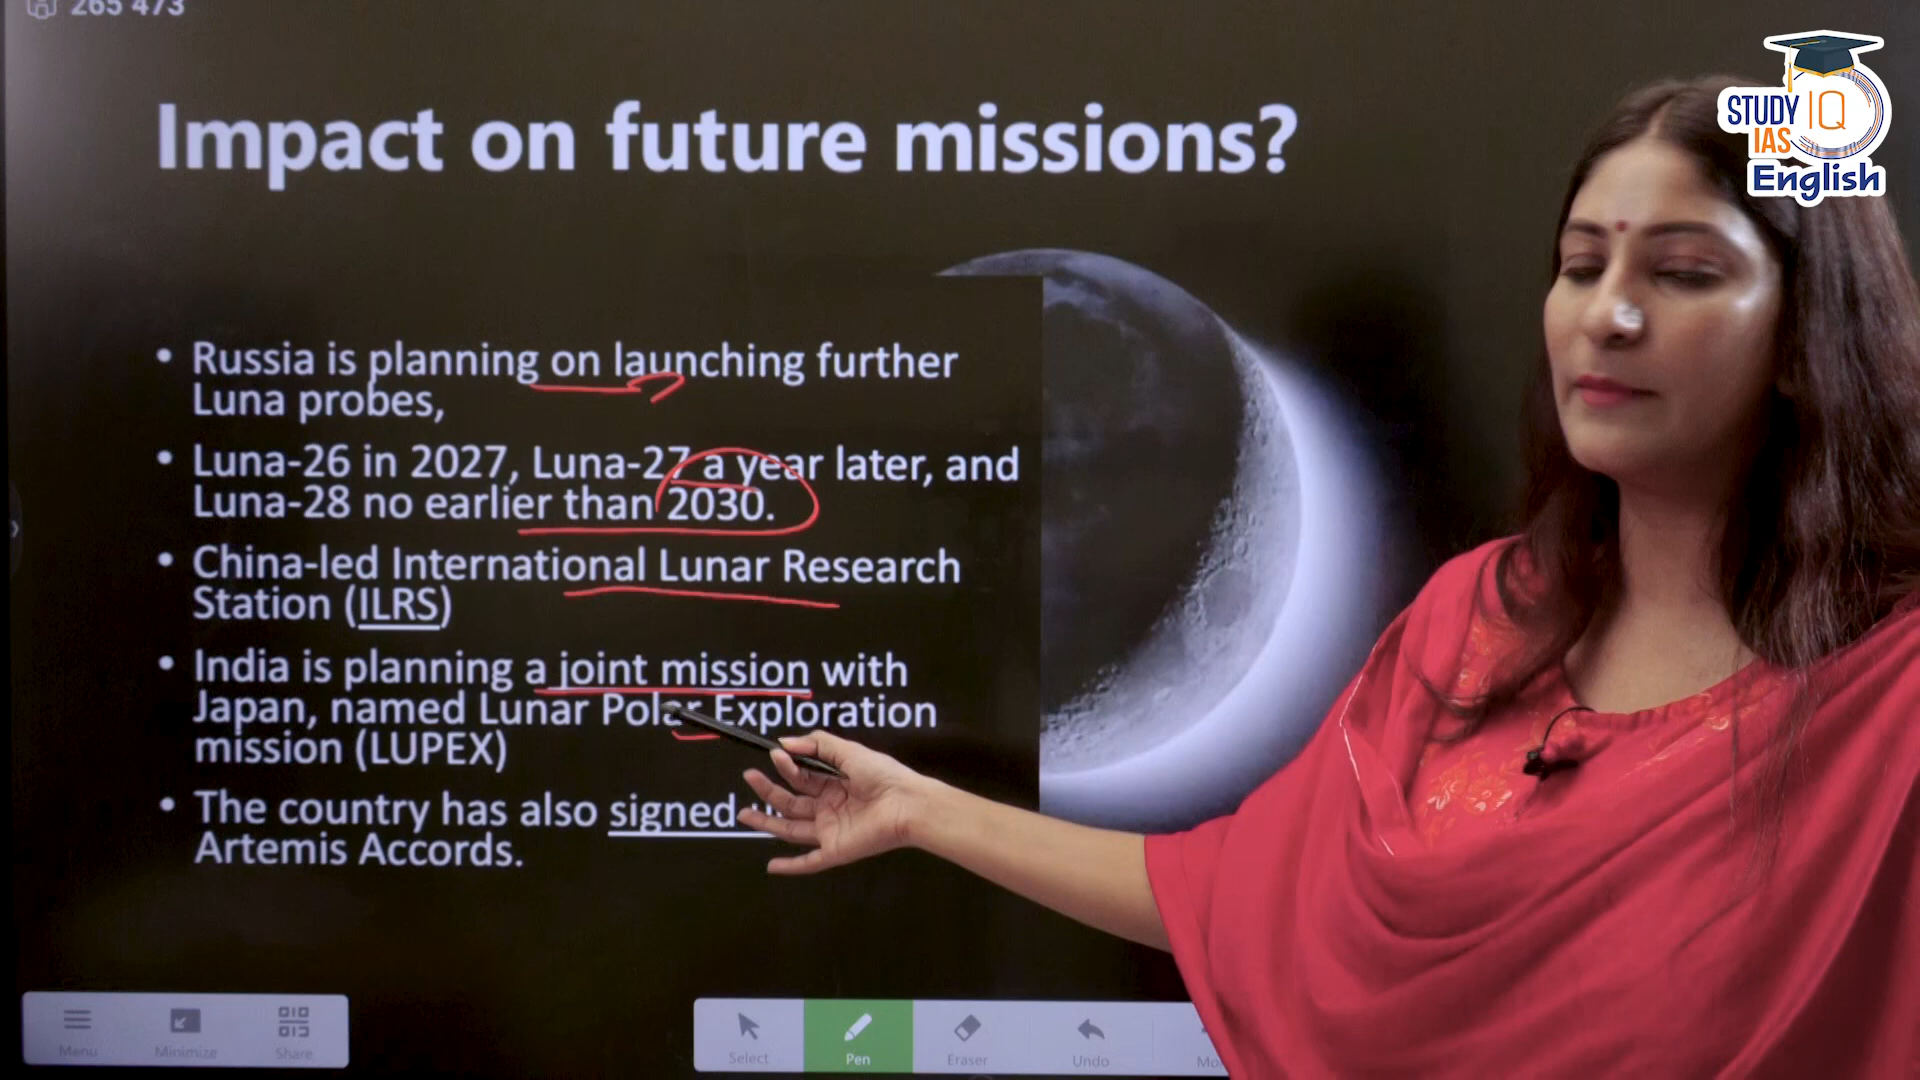 265 473
STUDY IQ
IAS
English
Impact on future missions?
• Russia is planning on launching further
Luna probes,
• Luna-26 in 2027, Luna-27 a year later, and
Luna-28 no earlier than 2030.
• China-led International Lunar Research
Station (ILRS)
• India is planning a joint mission with
Japan, named Lunar Polar Exploration
mission (LUPEX)
• The country has also signed
Artemis Accords.
Menu Minimize Share Select Pen Eraser Undo